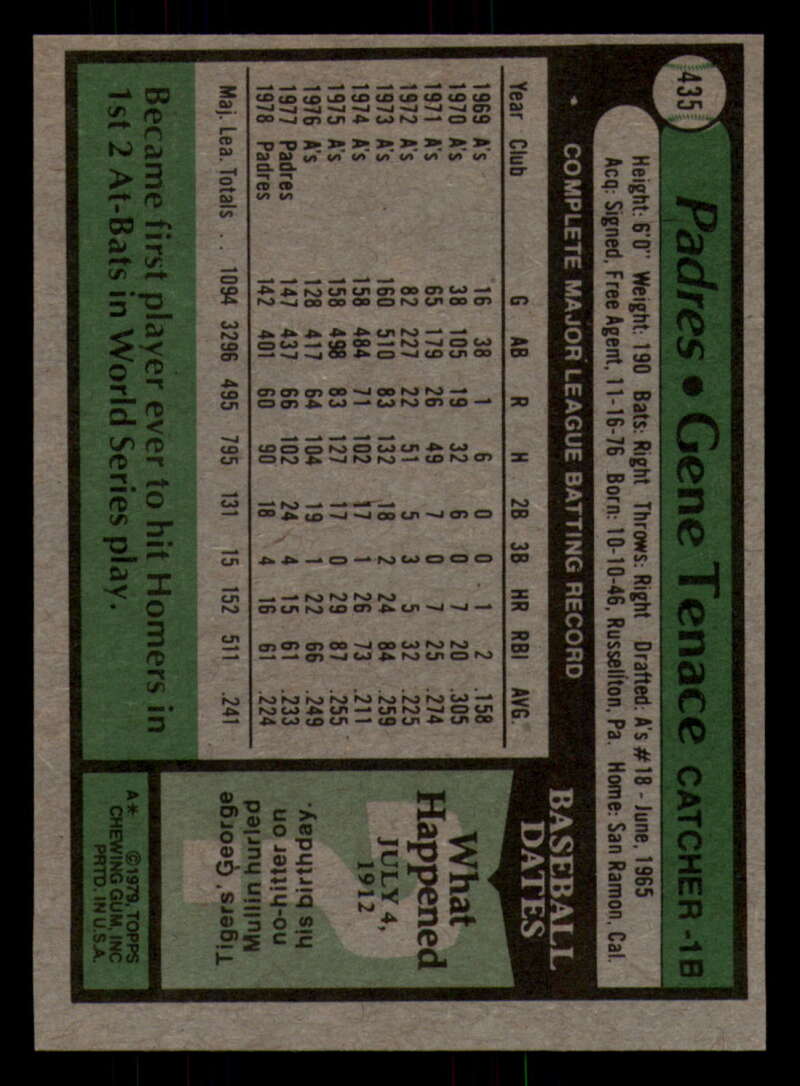 435
Padres • Gene Tenace CATCHER -1B
Height: 6'0" Weight: 190 Bats: Right Throws: Right Drafted: A's #18 - June, 1965
Acq: Signed, Free Agent, 11-16-76 Born: 10-10-46, Russellton, Pa. Home: San Ramon, Cal.
• COMPLETE MAJOR LEAGUE BATTING RECORD
Year Club G AB R H 2B 3B HR RBI AVG.
1969 A's 16 38 1 6 0 0 1 2 .158
1970 A's 38 105 19 32 6 0 7 20 .305
1971 A's 65 179 26 49 7 0 7 25 .274
1972 A's 82 227 22 51 5 3 5 32 .225
1973 A's 160 510 83 132 18 2 24 84 .259
1974 A's 158 484 71 102 17 1 26 73 .211
1975 A's 158 498 83 127 17 0 29 87 .255
1976 A's 128 417 64 104 19 1 22 66 .249
1977 Padres 147 437 66 102 24 4 15 61 .233
1978 Padres 142 401 60 90 18 4 16 61 .224
Maj. Lea. Totals . . 1094 3296 495 795 131 15 152 511 .241
Became first player ever to hit Homers in
1st 2 At-Bats in World Series play.
BASEBALL
DATES
What
Happened
JULY 4,
1912
Tigers' George
Mullin hurled
no-hitter on
his birthday.
A* ©1979, TOPPS
CHEWING GUM, INC
PRTD. IN U.S.A.